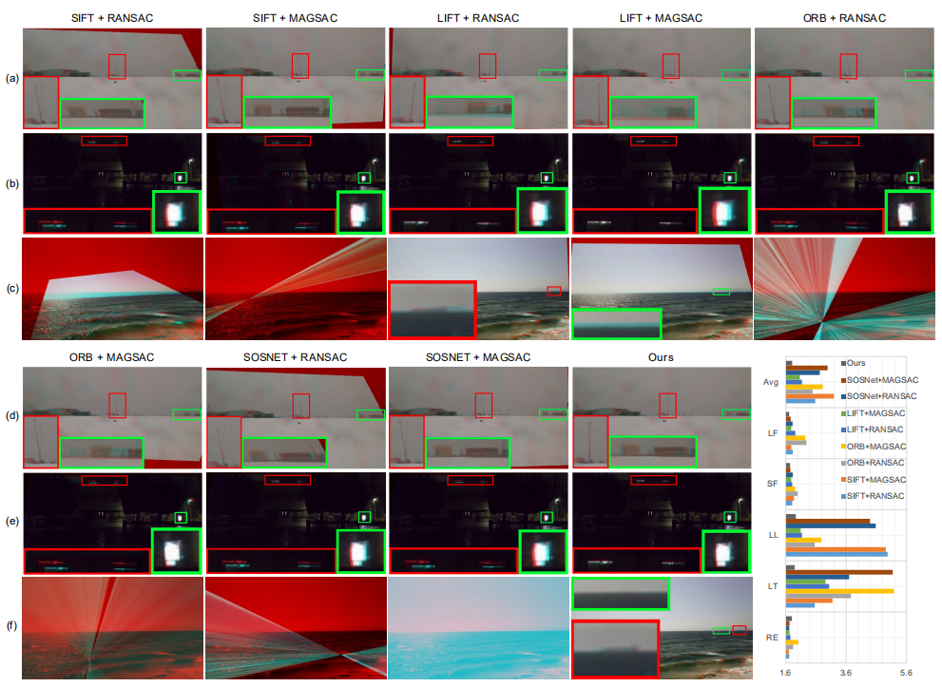 SIFT + RANSAC SIFT + MAGSAC LIFT + RANSAC LIFT + MAGSAC ORB + RANSAC
(a)
(b)
(c)
ORB + MAGSAC SOSNET + RANSAC SOSNET + MAGSAC Ours
(d)
(e)
(f)
Avg
LF
SF
LL
LT
RE
Ours
SOSNet+MAGSAC
SOSNet+RANSAC
LIFT+MAGSAC
LIFT+RANSAC
ORB+MAGSAC
ORB+RANSAC
SIFT+MAGSAC
SIFT+RANSAC
1.6 3.6 5.6